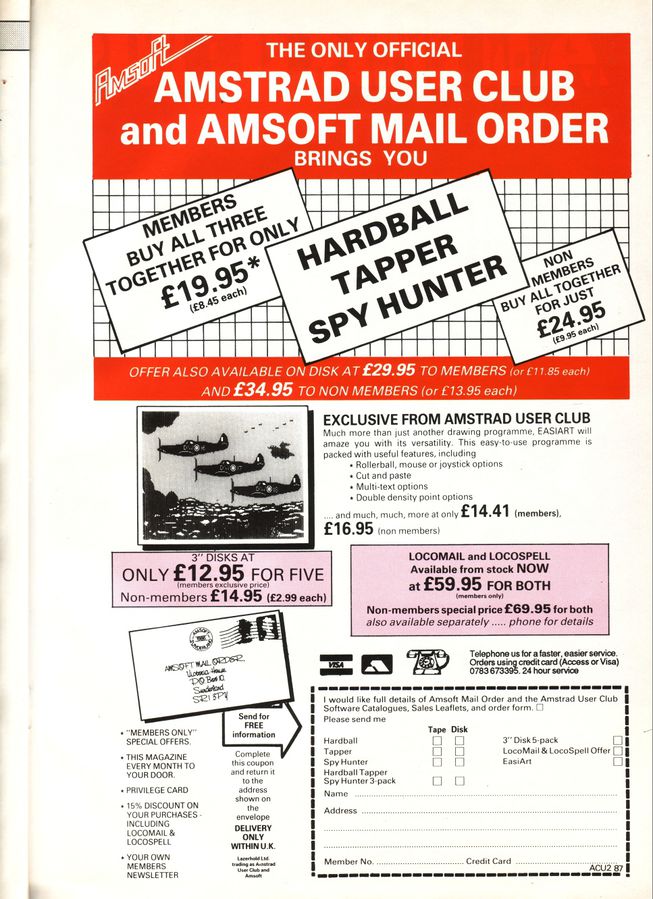 Amsoft
THE ONLY OFFICIAL
AMSTRAD USER CLUB
and AMSOFT MAIL ORDER
BRINGS YOU
MEMBERS
BUY ALL THREE
TOGETHER FOR ONLY
£19.95*
(£8.45 each)
HARDBALL
TAPPER
SPY HUNTER
NON
MEMBERS
BUY ALL TOGETHER
FOR JUST
£24.95
(£9.95 each)
OFFER ALSO AVAILABLE ON DISK AT £29.95 TO MEMBERS (or £11.85 each)
AND £34.95 TO NON MEMBERS (or £13.95 each)
EXCLUSIVE FROM AMSTRAD USER CLUB
Much more than just another drawing programme, EASIART will
amaze you with its versatility. This easy-to-use programme is
packed with useful features, including
• Rollerball, mouse or joystick options
• Cut and paste
• Multi-text options
• Double density point options
.... and much, much, more at only £14.41 (members),
£16.95 (non members)
3" DISKS AT
ONLY £12.95 FOR FIVE
(members exclusive price)
Non-members £14.95 (£2.99 each)
LOCOMAIL and LOCOSPELL
Available from stock NOW
at £59.95 FOR BOTH
(members only)
Non-members special price £69.95 for both
also available separately ..... phone for details
AMSOFT MAIL ORDER,
Victoria House
P.O Box 10
Sunderland
SR1 3PY
VISA
Telephone us for a faster, easier service.
Orders using credit card (Access or Visa)
0783 673395. 24 hour service
Send for
FREE
information
Complete
this coupon
and return it
to the
address
shown on
the
envelope
DELIVERY
ONLY
WITHIN U.K.
Lazerhold Ltd.
trading as Amstrad
User Club and
Amsoft
• "MEMBERS ONLY"
SPECIAL OFFERS.
• THIS MAGAZINE
EVERY MONTH TO
YOUR DOOR.
• PRIVILEGE CARD
• 15% DISCOUNT ON
YOUR PURCHASES -
INCLUDING
LOCOMAIL &
LOCOSPELL
• YOUR OWN
MEMBERS
NEWSLETTER
I would like full details of Amsoft Mail Order and the Amstrad User Club
Software Catalogues, Sales Leaflets, and order form.
Please send me
Tape Disk
Hardball 3" Disk 5-pack
Tapper LocoMail & LocoSpell Offer
Spy Hunter EasiArt
Hardball Tapper
Spy Hunter 3-pack
Name
Address
Member No. Credit Card
ACU2 87